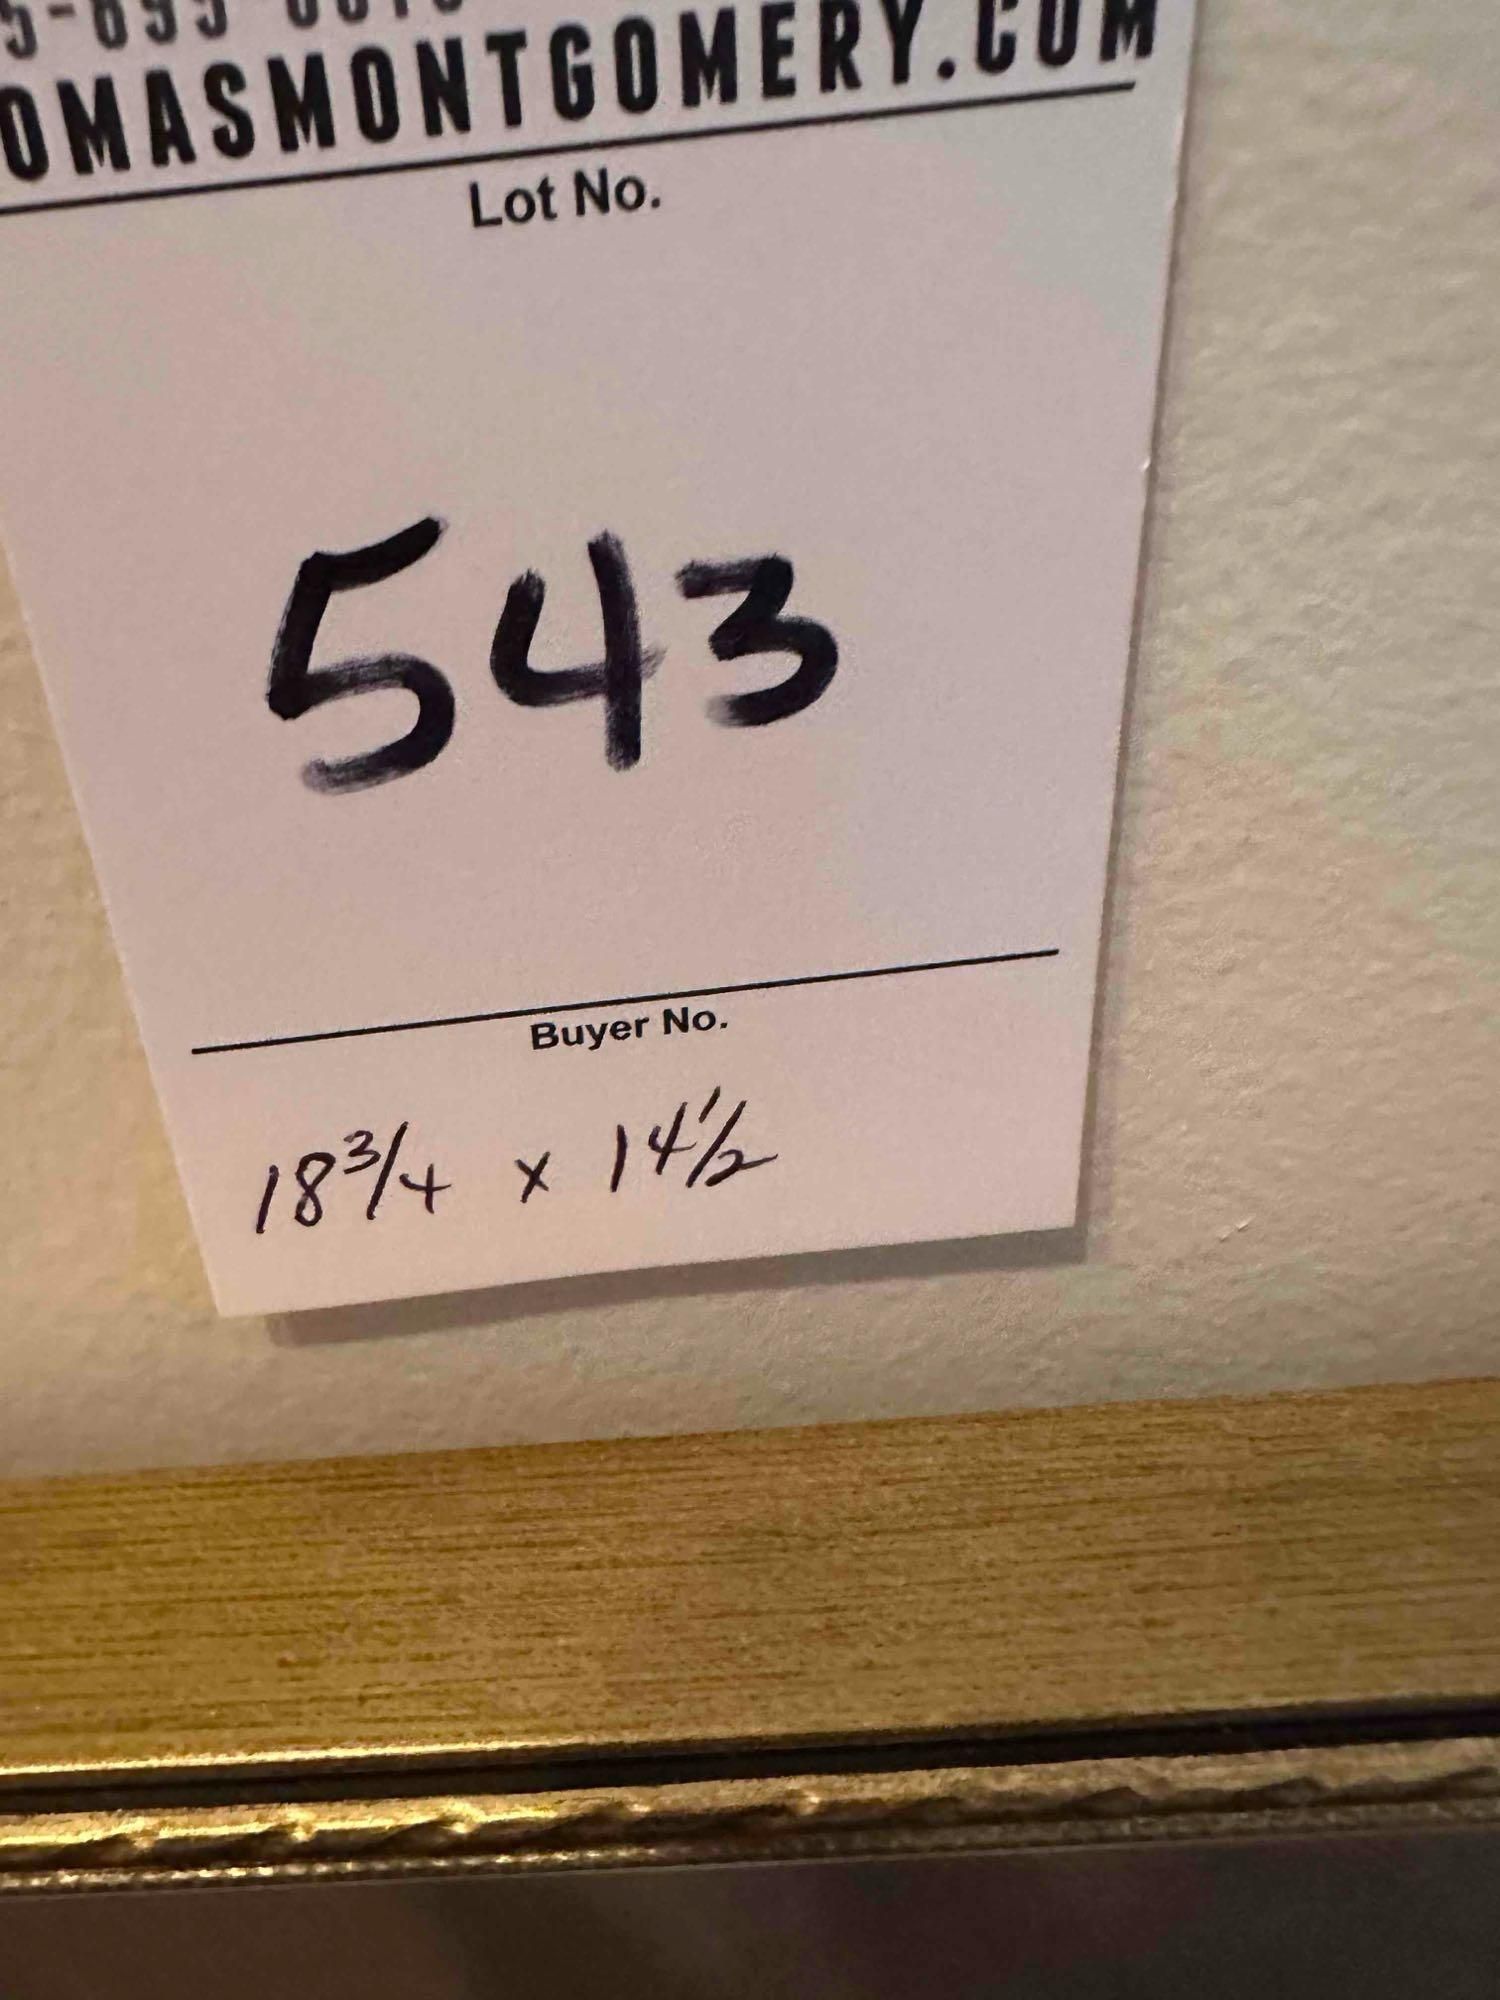 OMASMONTGOMERY.COM
Lot No.
543
Buyer No.
18 3/4 x 14 1/2